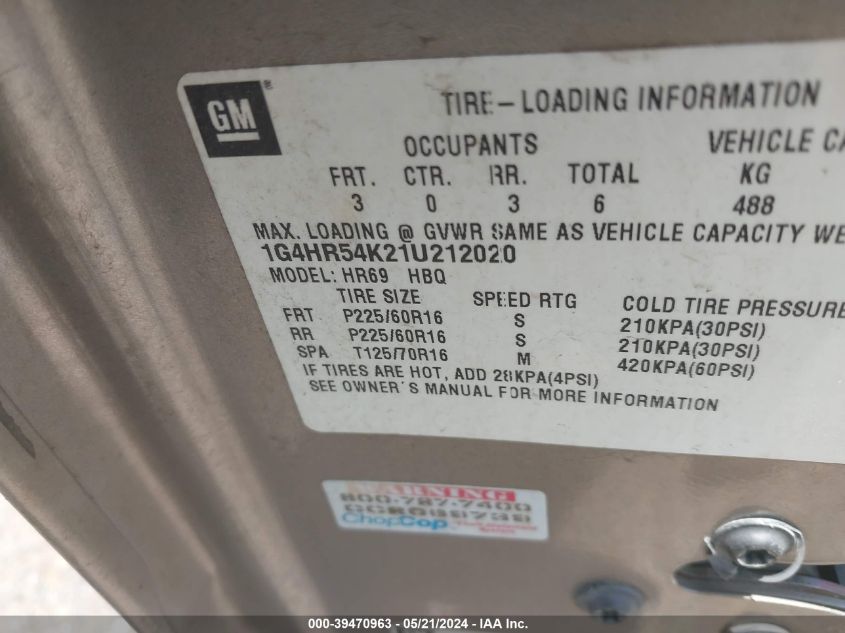 GM ®
TIRE-LOADING INFORMATION
OCCUPANTS VEHICLE CA
FRT. CTR. RR. TOTAL KG
3 0 3 6 488
MAX. LOADING @ GVWR SAME AS VEHICLE CAPACITY WE
1G4HR54K21U212020
MODEL: HR69 HBQ
TIRE SIZE SPEED RTG COLD TIRE PRESSURE
FRT P225/60R16 S 210KPA(30PSI)
RR P225/60R16 S 210KPA(30PSI)
SPA T125/70R16 M 420KPA(60PSI)
IF TIRES ARE HOT, ADD 28KPA(4PSI)
SEE OWNER'S MANUAL FOR MORE INFORMATION
WARNING
800-787-7400
ChopCop
000-39470963 - 05/21/2024 - IAA Inc.